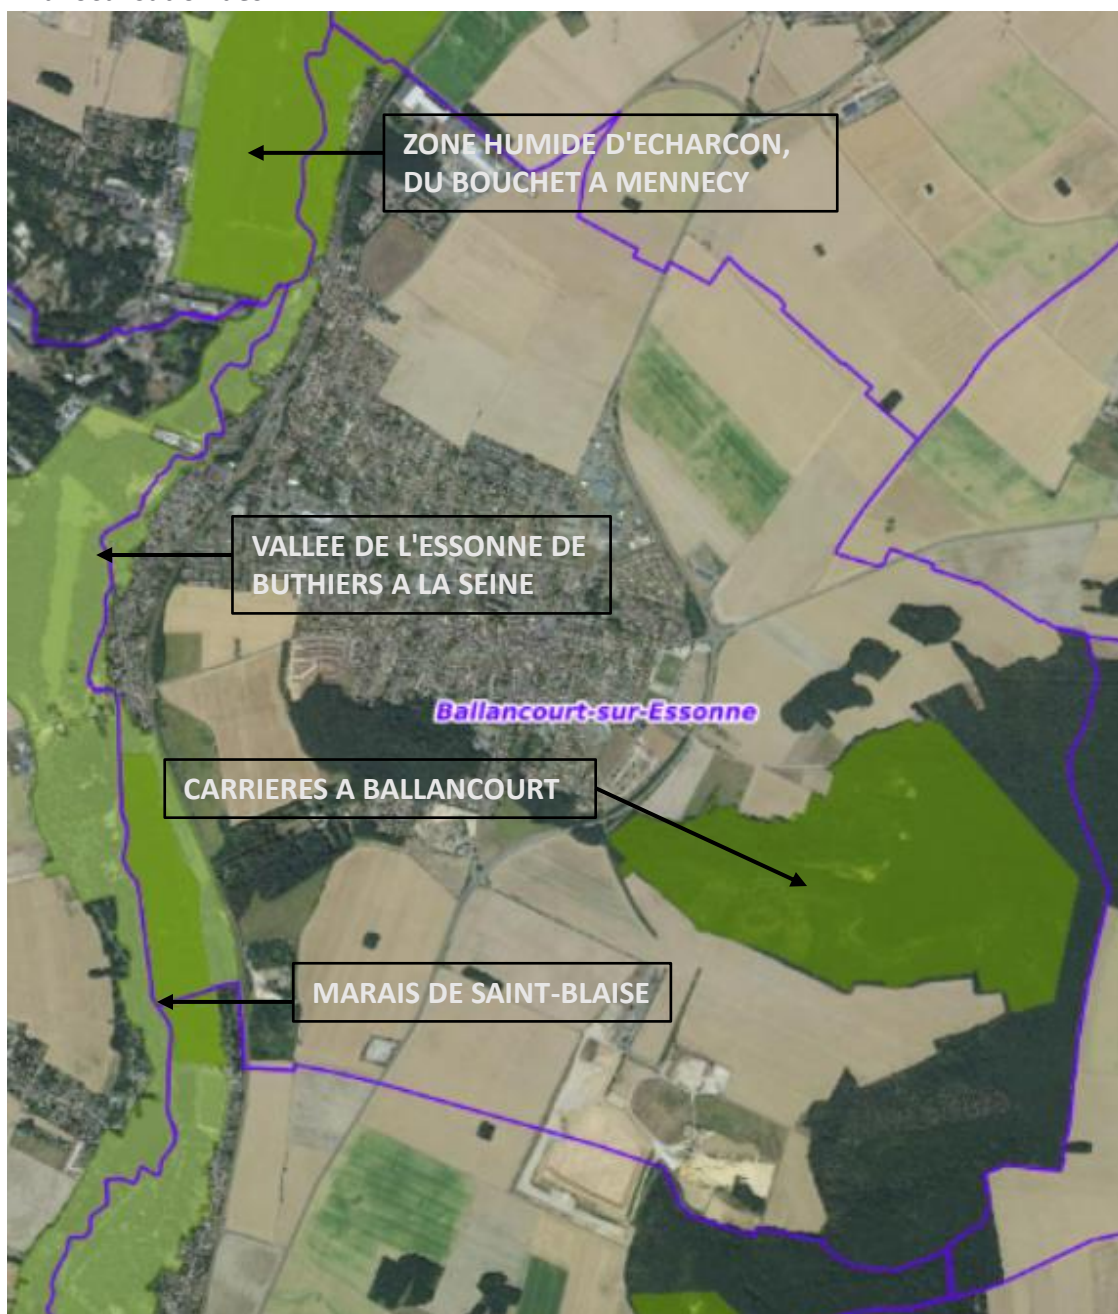 ZONE HUMIDE D'ECHARCON,
DU BOUCHET A MENNECY
VALLEE DE L'ESSONNE DE
BUTHIERS A LA SEINE
Ballancourt-sur-Essonne
CARRIERES A BALLANCOURT
MARAIS DE SAINT-BLAISE